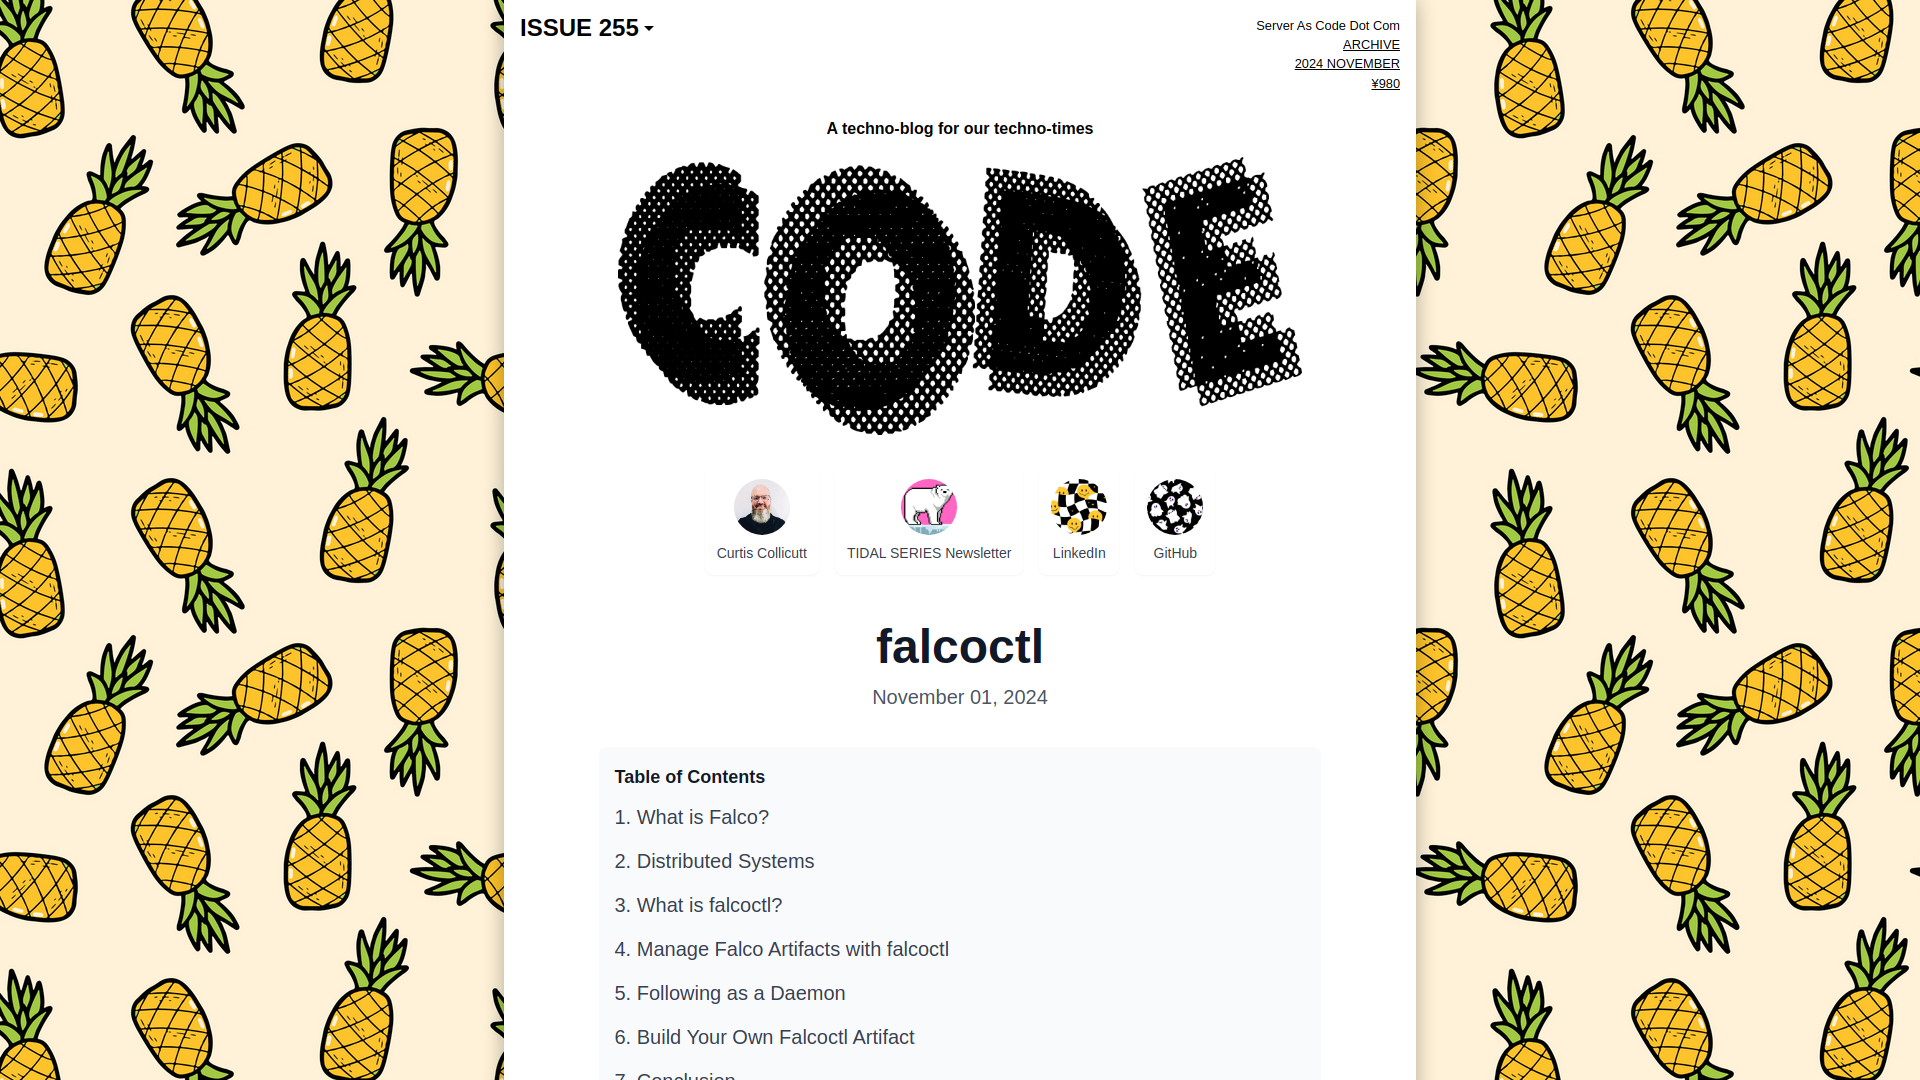 ISSUE 255
Server As Code Dot Com
ARCHIVE
2024 NOVEMBER
¥980
A techno-blog for our techno-times
CODE
Curtis Collicutt
TIDAL SERIES Newsletter
LinkedIn
GitHub
falcoctl
November 01, 2024
Table of Contents
1. What is Falco?
2. Distributed Systems
3. What is falcoctl?
4. Manage Falco Artifacts with falcoctl
5. Following as a Daemon
6. Build Your Own Falcoctl Artifact
7. Conclusion